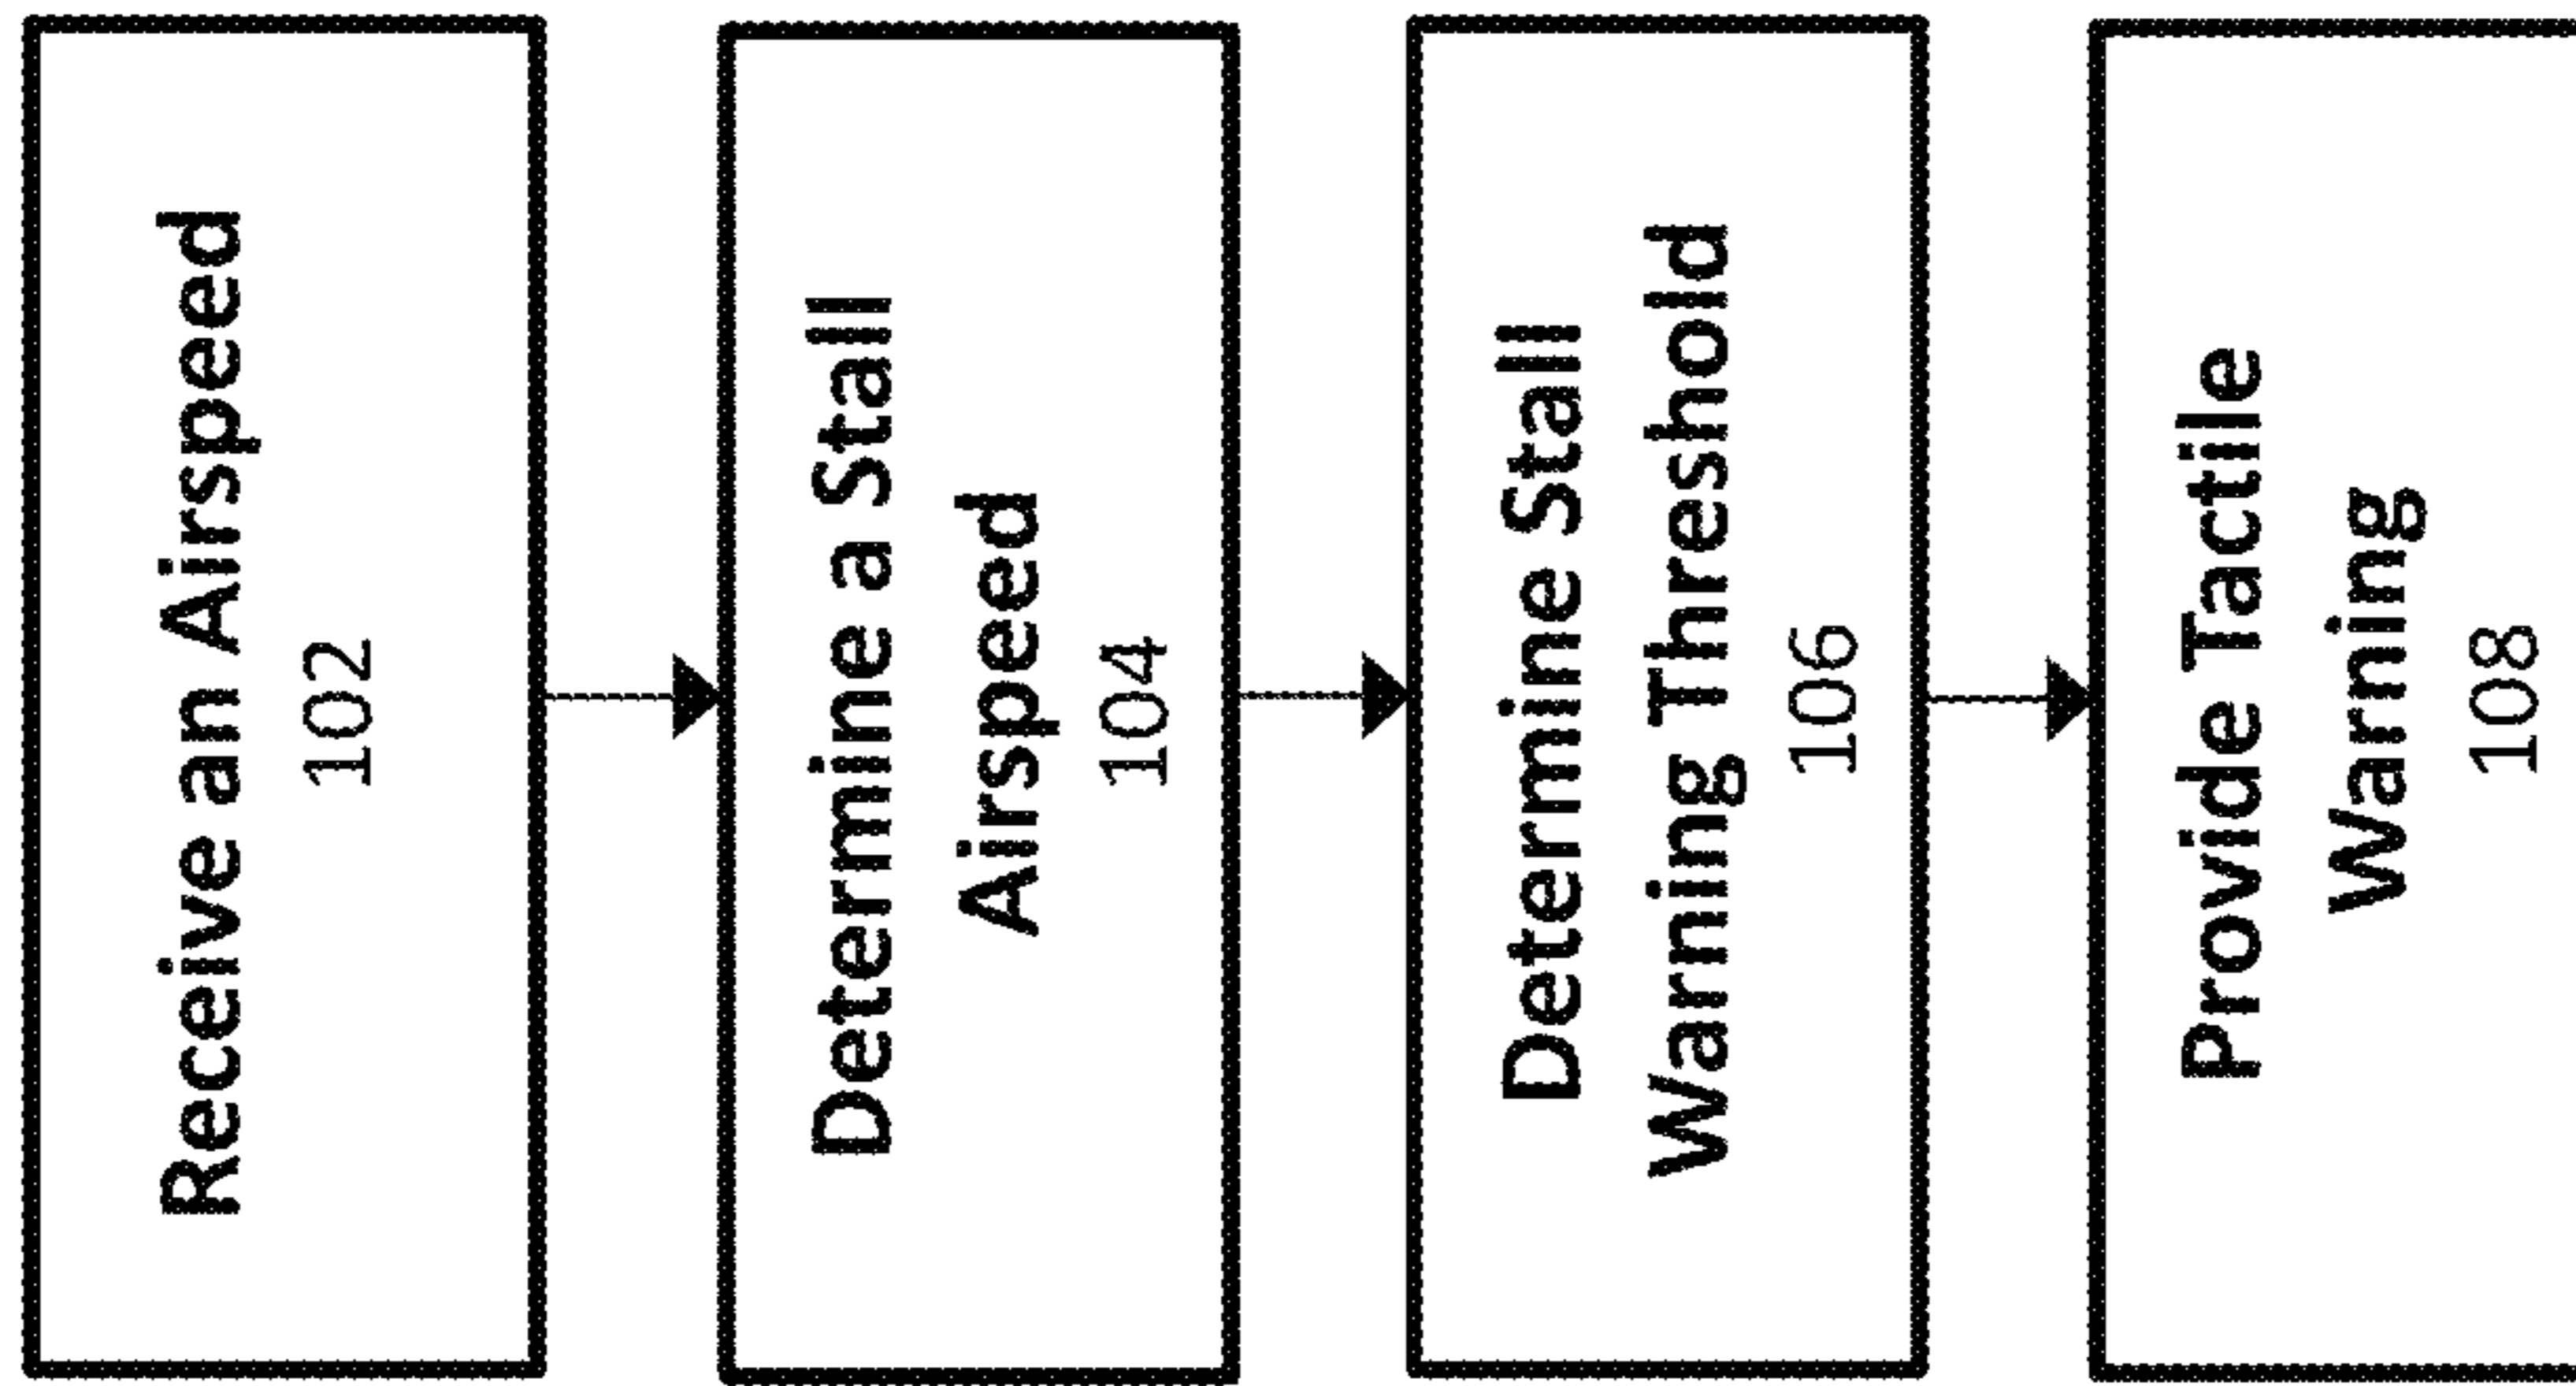 Receive an Airspeed
102
Determine a Stall
Airspeed
104
Determine Stall
Warning Threshold
106
Provide Tactile
Warning
108